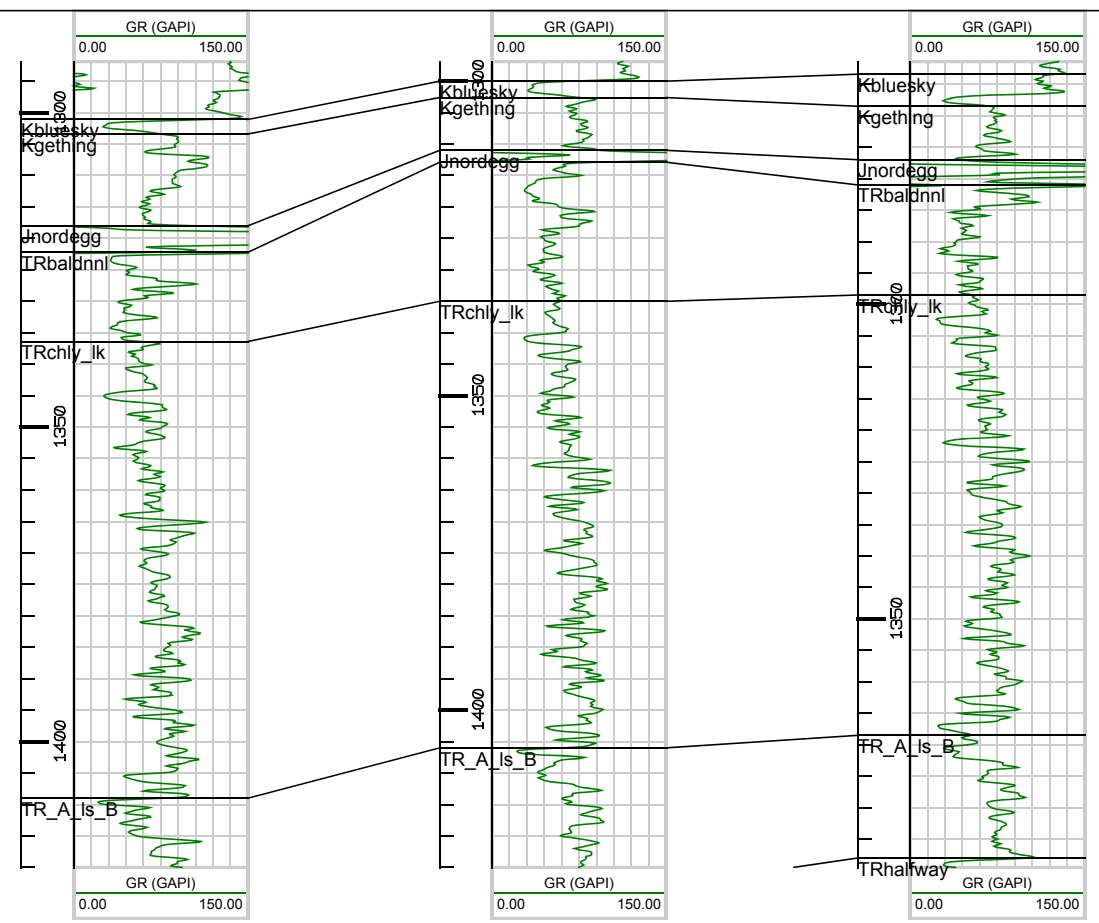 GR (GAPI)
0.00 150.00
1300
Kbluesky
Kgething
Jnordegg
TRbaldnnl
TRchly_lk
1350
1400
TR_A_ls_B
GR (GAPI)
0.00 150.00
GR (GAPI)
0.00 150.00
1300
Kbluesky
Kgething
Jnordegg
TRchly_lk
1350
1400
TR_A_ls_B
GR (GAPI)
0.00 150.00
GR (GAPI)
0.00 150.00
Kbluesky
Kgething
Jnordegg
TRbaldnnl
TRchly_lk
1300
1350
TR_A_ls_B
TRhalfway
GR (GAPI)
0.00 150.00